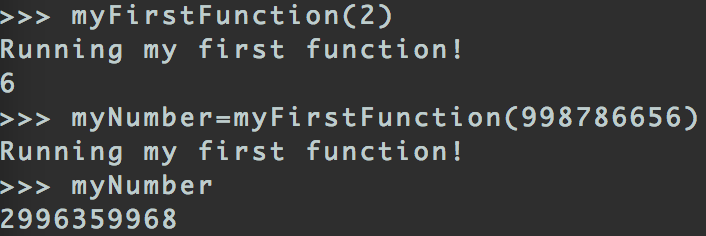 >>> myFirstFunction(2)
Running my first function!
6
>>> myNumber=myFirstFunction(998786656)
Running my first function!
>>> myNumber
2996359968